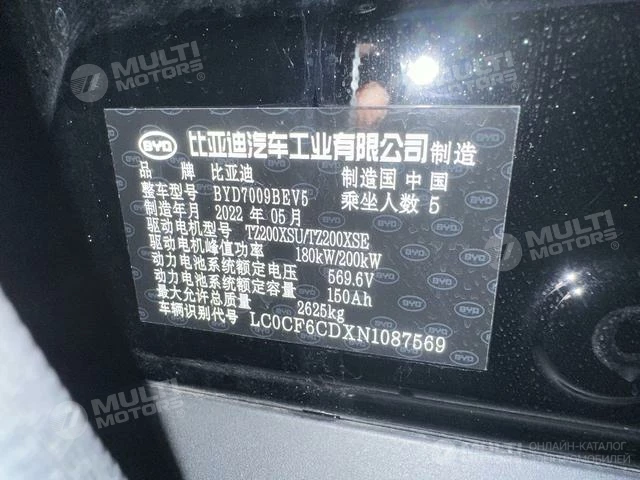 MULTI MOTORS®
BYD 比亚迪汽车工业有限公司制造
品牌 比亚迪 制造国 中国
整车型号 BYD7009BEV5 乘坐人数 5
制造年月 2022 年 05 月
驱动电机型号 TZ200XSU/TZ200XSE
驱动电机峰值功率 180kW/200kW
动力电池系统额定电压 569.6V
动力电池系统额定容量 150Ah
最大允许总质量 2625kg
车辆识别代号 LC0CF6CDXN1087569
MULTI MOTORS®
MULTI MOTORS
MULTI ОНЛАЙН-КАТАЛОГ